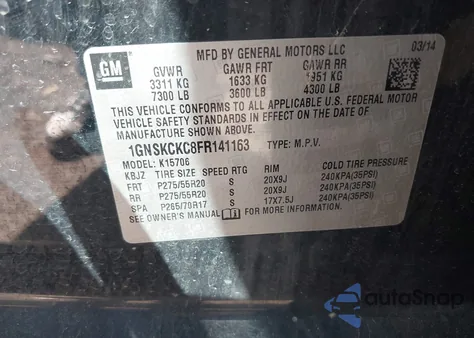 GM
MFD BY GENERAL MOTORS LLC 03/14
GVWR GAWR FRT GAWR RR
3311 KG 1633 KG 1951 KG
7300 LB 3600 LB 4300 LB
THIS VEHICLE CONFORMS TO ALL APPLICABLE U.S. FEDERAL MOTOR
VEHICLE SAFETY STANDARDS IN EFFECT ON THE DATE OF
MANUFACTURE SHOWN ABOVE.
1GNSKCKC8FR141163 TYPE: M.P.V.
MODEL: K15706
KBJZ TIRE SIZE SPEED RTG RIM COLD TIRE PRESSURE
FRT P275/55R20 S 20X9J 240KPA(35PSI)
RR P275/55R20 S 20X9J 240KPA(35PSI)
SPA P265/70R17 S 17X7.5J 240KPA(35PSI)
SEE OWNER'S MANUAL FOR MORE INFORMATION.
autoSnap